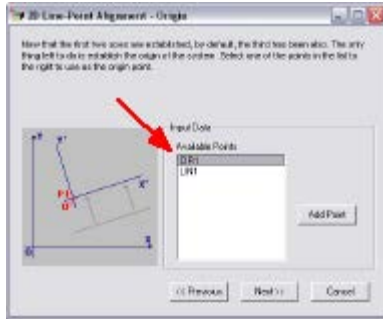 2D Line-Point Alignment - Origin
Now that the first two axes are established, by default, the third has been also. The only
thing left to do is establish the origin of the system. Select one of the points in the list to
the right to use as the origin point.
Input Data
Available Points
CIR1
LIN1
Add Point
<< Previous
Next >>
Cancel